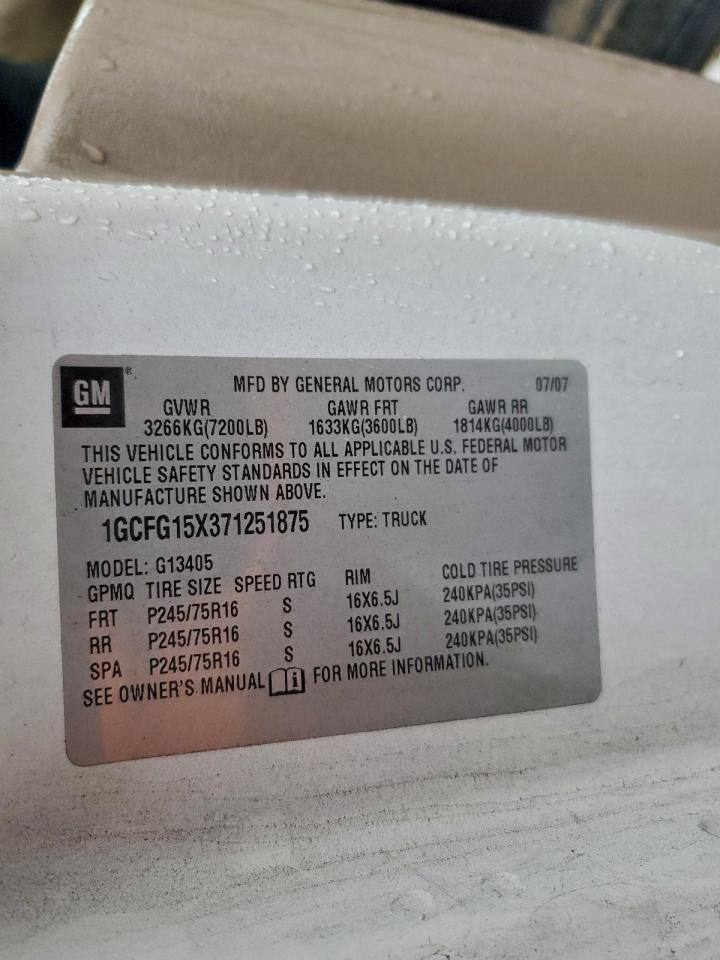 GM® MFD BY GENERAL MOTORS CORP. 07/07
GVWR GAWR FRT GAWR RR
3266KG(7200LB) 1633KG(3600LB) 1814KG(4000LB)
THIS VEHICLE CONFORMS TO ALL APPLICABLE U.S. FEDERAL MOTOR
VEHICLE SAFETY STANDARDS IN EFFECT ON THE DATE OF
MANUFACTURE SHOWN ABOVE.
1GCFG15X371251875 TYPE: TRUCK
MODEL: G13405
GPMQ TIRE SIZE SPEED RTG RIM COLD TIRE PRESSURE
FRT P245/75R16 S 16X6.5J 240KPA(35PSI)
RR P245/75R16 S 16X6.5J 240KPA(35PSI)
SPA P245/75R16 S 16X6.5J 240KPA(35PSI)
SEE OWNER'S MANUAL i FOR MORE INFORMATION.